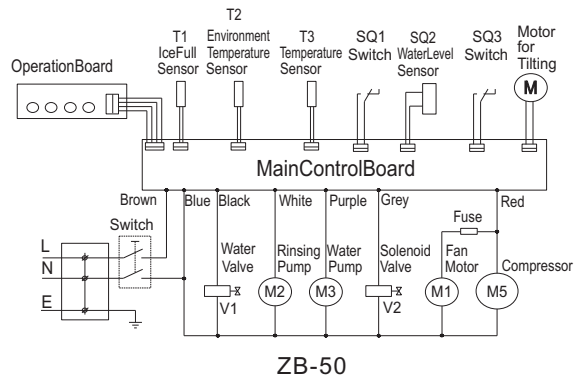 T1
IceFull
Sensor
T2
Environment
Temperature
Sensor
T3
Temperature
Sensor
SQ1
Switch
SQ2
WaterLevel
Sensor
SQ3
Switch
Motor
for
Tilting
M
OperationBoard
MainControlBoard
Brown
Blue
Black
White
Purple
Grey
Red
Switch
Fuse
L
N
E
Water
Valve
V1
Rinsing
Pump
M2
Water
Pump
M3
Solenoid
Valve
V2
Fan
Motor
M1
Compressor
M5
ZB-50